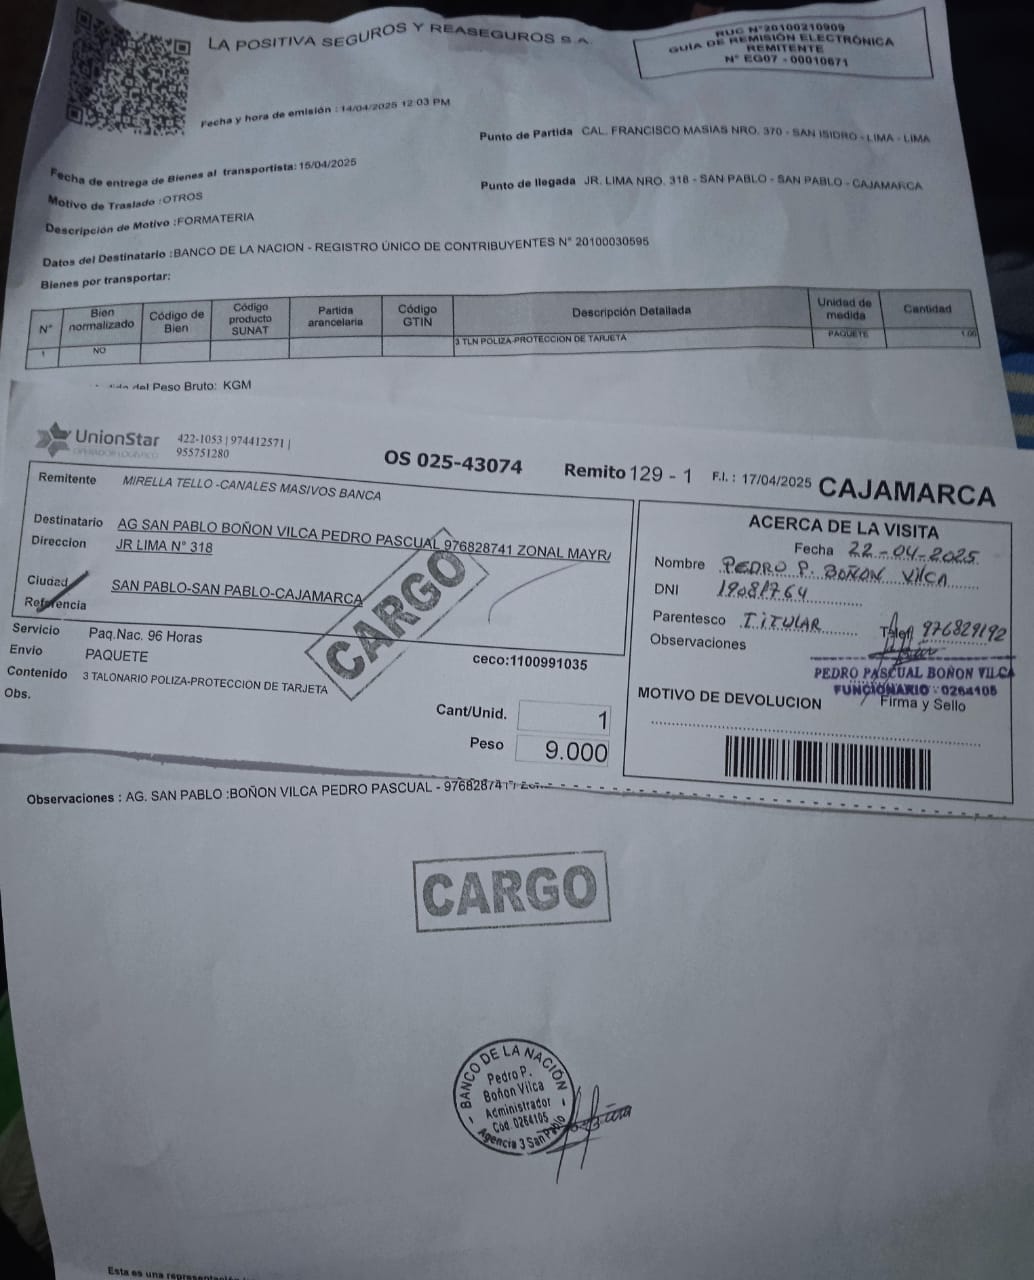 LA POSITIVA SEGUROS Y REASEGUROS S.A.
RUC N°20100210909
GUÍA DE REMISIÓN ELECTRÓNICA
REMITENTE
N° EG07 - 00010671
Fecha y hora de emisión : 14/04/2025 12:03 PM
Punto de Partida CAL. FRANCISCO MASIAS NRO. 370 - SAN ISIDRO - LIMA - LIMA
Fecha de entrega de Bienes al transportista: 15/04/2025
Punto de llegada JR. LIMA NRO. 318 - SAN PABLO - SAN PABLO - CAJAMARCA
Motivo de Traslado :OTROS
Descripción de Motivo :FORMATERIA
Datos del Destinatario :BANCO DE LA NACION - REGISTRO ÚNICO DE CONTRIBUYENTES N° 20100030595
Bienes por transportar:
N° Bien normalizado Código de Bien Código producto SUNAT Partida arancelaria Código GTIN Descripción Detallada Unidad de medida Cantidad
1 NO 3 TLN POLIZA-PROTECCION DE TARJETA PAQUETE 1.00
del Peso Bruto: KGM
UnionStar
OPERADOR LOGISTICO
422-1053 | 974412571 |
955751280
OS 025-43074 Remito 129 - 1 F.I. : 17/04/2025 CAJAMARCA
Remitente MIRELLA TELLO -CANALES MASIVOS BANCA
Destinatario AG SAN PABLO BOÑON VILCA PEDRO PASCUAL 976828741 ZONAL MAYR/
Direccion JR LIMA N° 318
Ciudad SAN PABLO-SAN PABLO-CAJAMARCA
Referencia
CARGO
Servicio Paq.Nac. 96 Horas
Envio PAQUETE
Contenido 3 TALONARIO POLIZA-PROTECCION DE TARJETA
Obs.
ceco:1100991035
Cant/Unid. 1
Peso 9.000
ACERCA DE LA VISITA
Fecha 22-04-2025
Nombre PEDRO P. BOÑON VILCA
DNI 19081764
Parentesco TITULAR
Telef. 976829192
Observaciones
PEDRO PASCUAL BOÑON VILCA
FUNCIONARIO : 0264105
Firma y Sello
MOTIVO DE DEVOLUCION
Observaciones : AG. SAN PABLO :BOÑON VILCA PEDRO PASCUAL - 976828741
CARGO
BANCO DE LA NACIÓN
Pedro P.
Boñon Vilca
Administrador
Cód. 0264105
Agencia 3 San Pablo
Esta es una